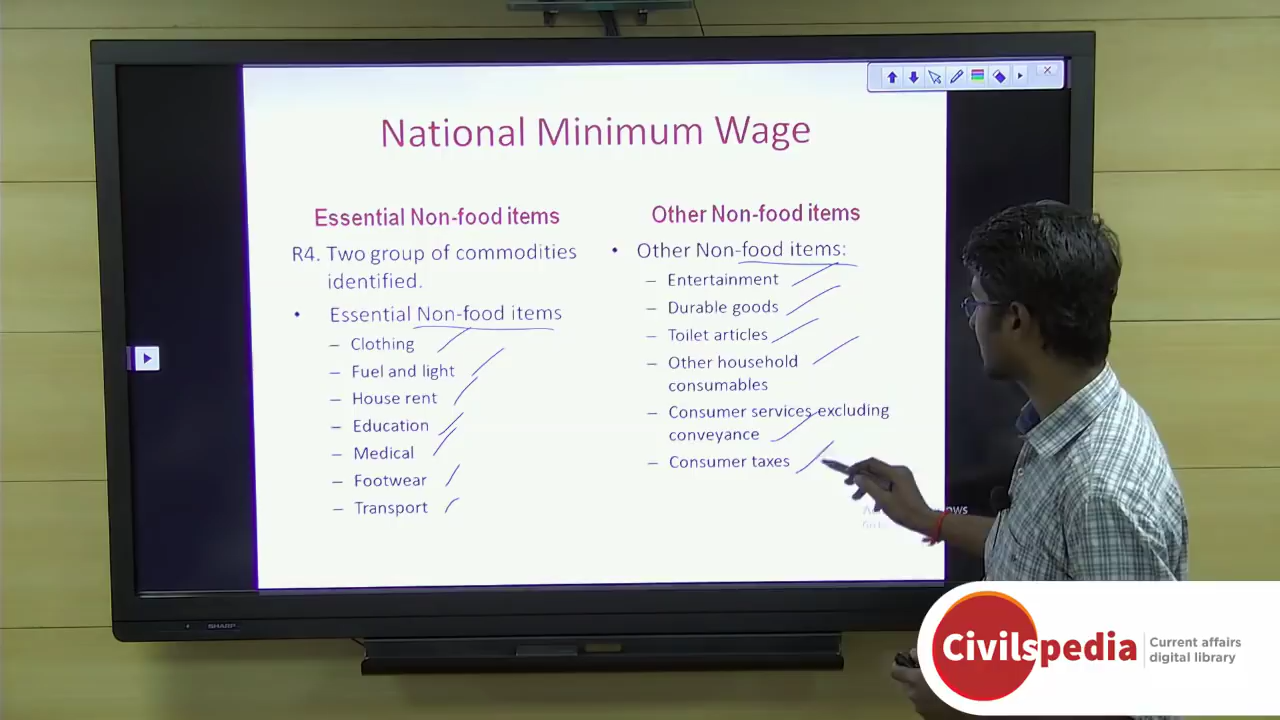 National Minimum Wage
Essential Non-food items
R4. Two group of commodities
identified.
• Essential Non-food items
– Clothing
– Fuel and light
– House rent
– Education
– Medical
– Footwear
– Transport
Other Non-food items
• Other Non-food items:
– Entertainment
– Durable goods
– Toilet articles
– Other household
consumables
– Consumer services excluding
conveyance
– Consumer taxes
SHARP
Civilspedia
Current affairs
digital library